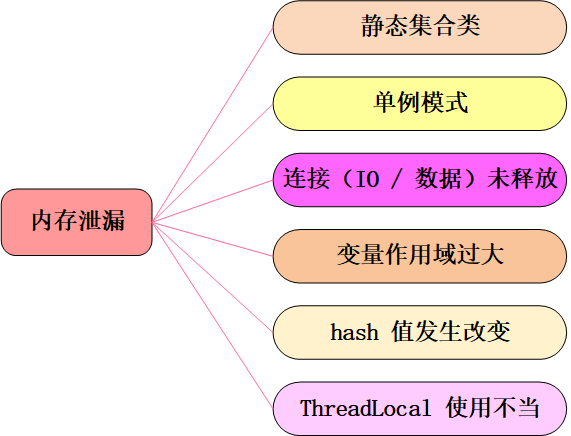 静态集合类
单例模式
连接（IO / 数据）未释放
内存泄漏
变量作用域过大
hash 值发生改变
ThreadLocal 使用不当